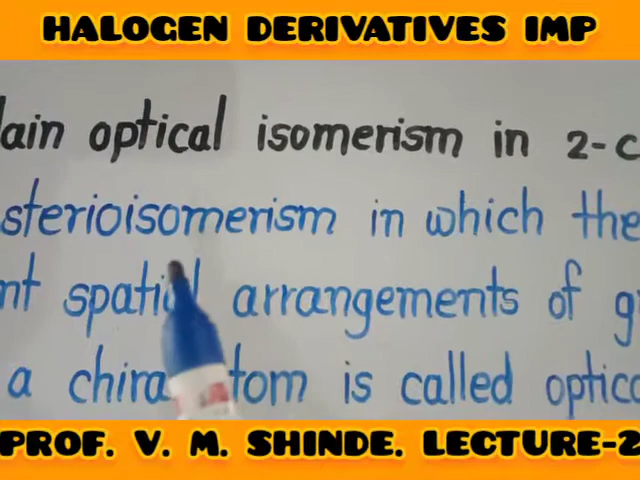 HALOGEN DERIVATIVES IMP
lain optical isomerism in 2-c
sterioisomerism in which the
nt spatial arrangements of g
a chira tom is called optic
PROF. V. M. SHINDE. LECTURE-2